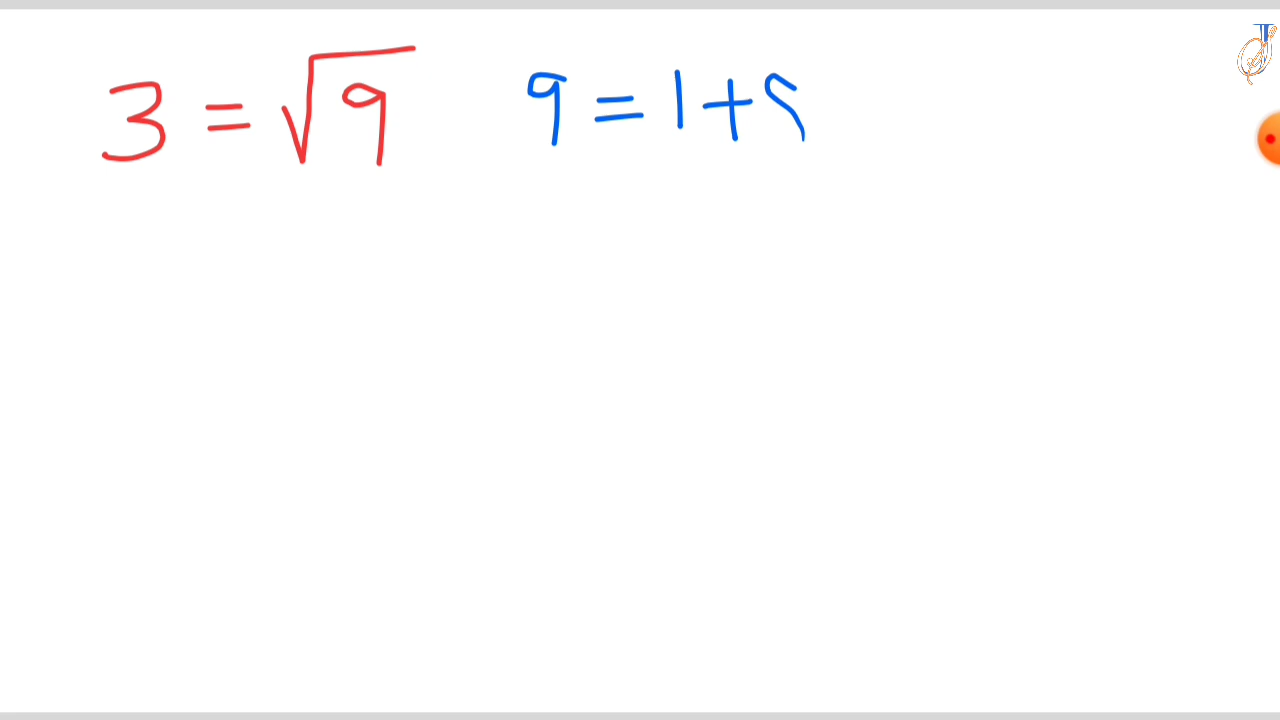 3 = √9 9 = 1 +